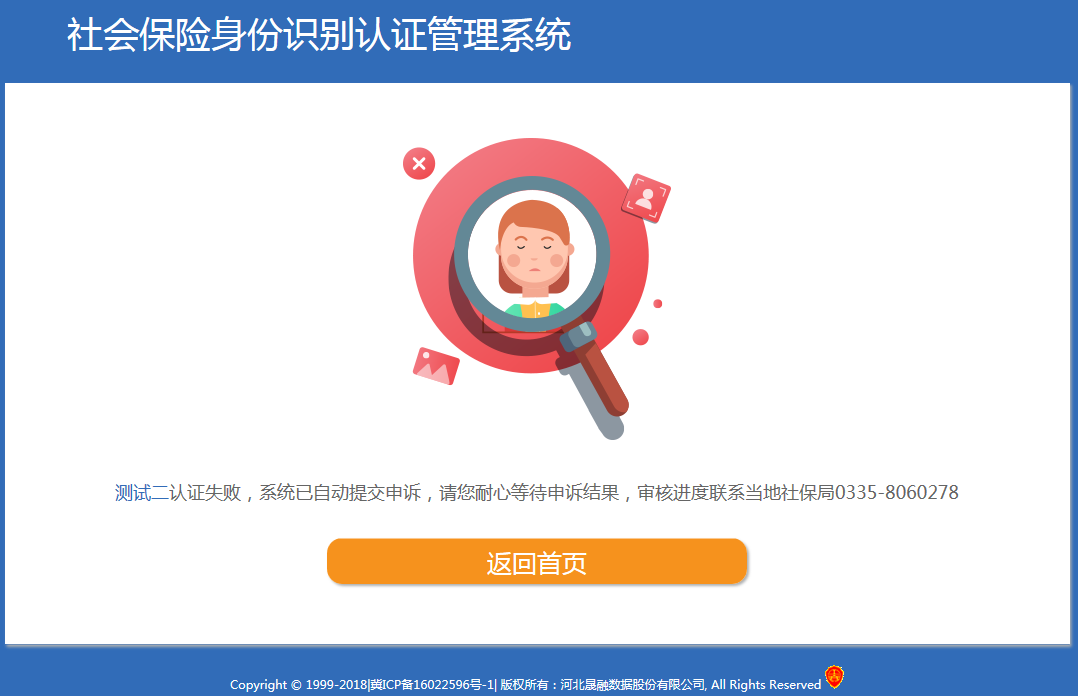 社会保险身份识别认证管理系统
测试二认证失败，系统已自动提交申诉，请您耐心等待申诉结果，审核进度联系当地社保局0335-8060278
返回首页
Copyright © 1999-2018|冀ICP备16022596号-1| 版权所有：河北晟融数据股份有限公司, All Rights Reserved